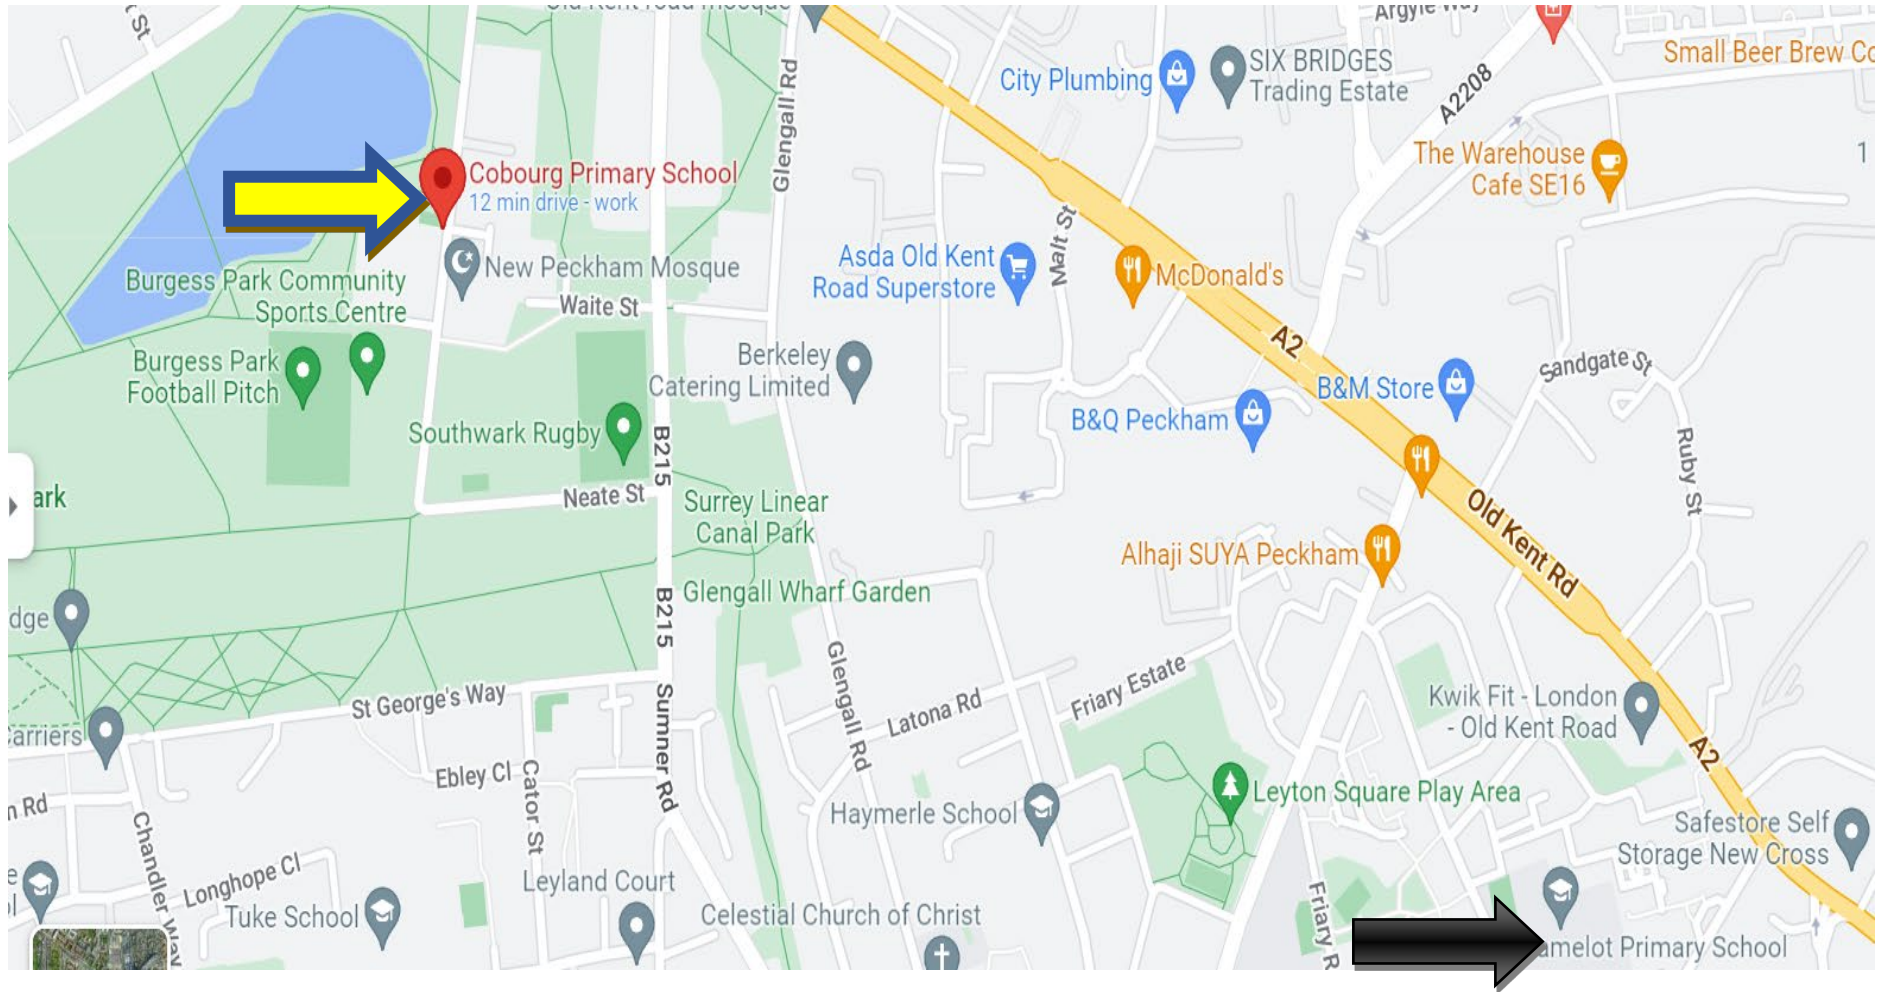 Old Kent road mosque
Argyle Way
St
Small Beer Brew Co
SIX BRIDGES
Trading Estate
City Plumbing
A2208
Glengall Rd
The Warehouse
Cafe SE16
1
Cobourg Primary School
12 min drive - work
Malt St
Asda Old Kent
Road Superstore
McDonald's
New Peckham Mosque
Burgess Park Community
Sports Centre
Waite St
A2
Berkeley
Catering Limited
Sandgate St
Burgess Park
Football Pitch
B&M Store
B&Q Peckham
Southwark Rugby
B215
Ruby St
ark
Neate St
Surrey Linear
Canal Park
Old Kent Rd
Alhaji SUYA Peckham
dge
B215
Glengall Wharf Garden
Glengall Rd
St George's Way
Sumner Rd
Latona Rd
Friary Estate
Kwik Fit - London
- Old Kent Road
A2
arriers
Ebley Cl
Cator St
n Rd
Chandler Way
Haymerle School
Leyton Square Play Area
Safestore Self
Storage New Cross
Longhope Cl
Leyland Court
Tuke School
Celestial Church of Christ
Friary R
amelot Primary School